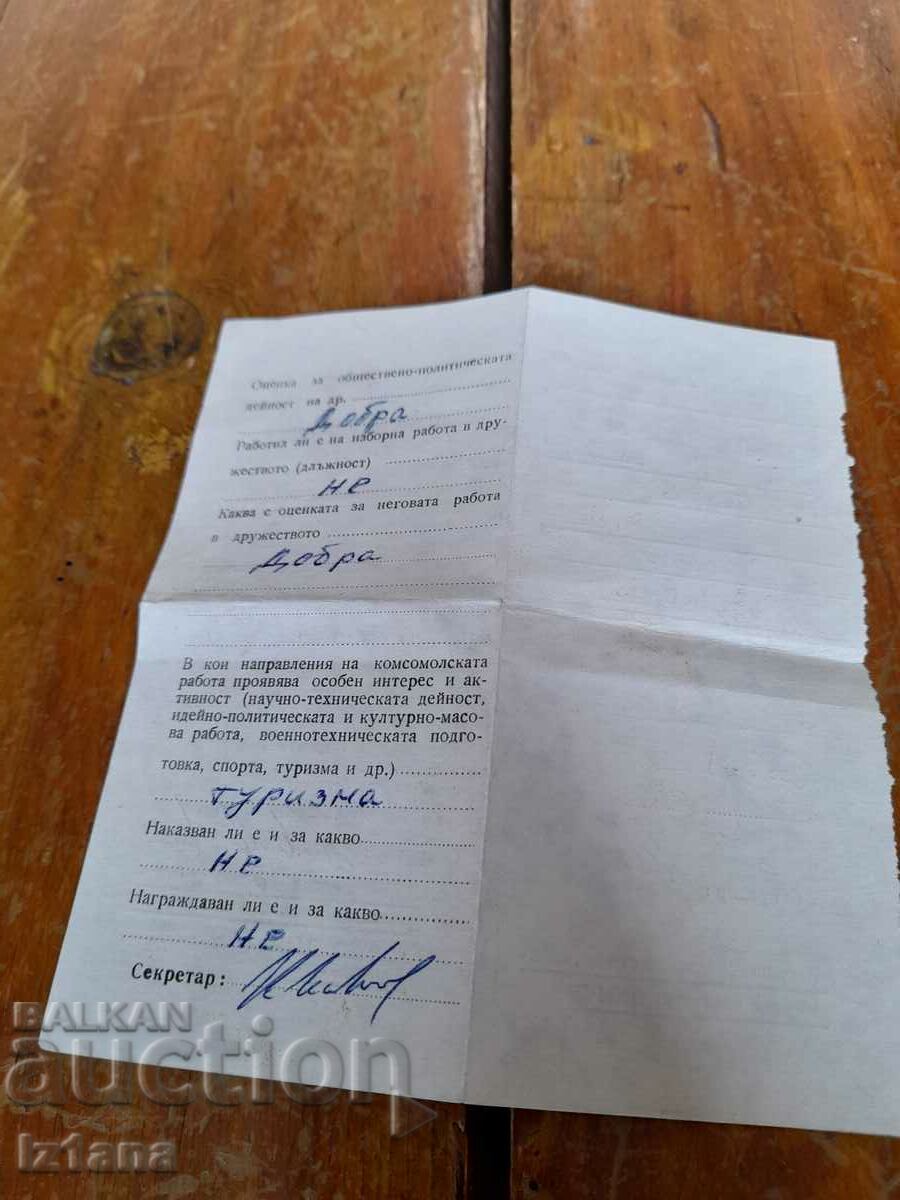 Оценка за обществено-политическата
дейност на др.
Добра
Работил ли е на изборна работа в дру-
жеството (длъжност)
не
Каква е оценката за неговата работа
в дружеството
Добра
В кои направления на комсомолската
работа проявява особен интерес и ак-
тивност (научно-техническата дейност,
идейно-политическата и културно-масо-
ва работа, военнотехническата подго-
товка, спорта, туризма и др.)
туризма
Наказван ли е и за какво
не
Награждаван ли е и за какво
не
Секретар:
BALKAN
auction
Iz1ana